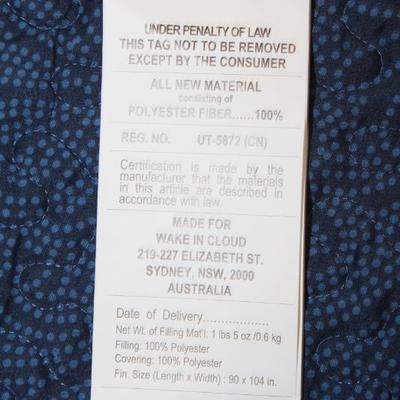 UNDER PENALTY OF LAW
THIS TAG NOT TO BE REMOVED
EXCEPT BY THE CONSUMER
ALL NEW MATERIAL
consisting of
POLYESTER FIBER......100%
REG. NO. UT-5872 (CN)
Certification is made by the
manufacturer that the materials
in this article are described in
accordance with law.
MADE FOR
WAKE IN CLOUD
219-227 ELIZABETH ST.
SYDNEY, NSW, 2000
AUSTRALIA
Date of Delivery..................
Net Wt. of Filling Mat'l: 1 lbs 5 oz /0.6 kg
Filling: 100% Polyester
Covering: 100% Polyester
Fin. Size (Length x Width) : 90 x 104 in.